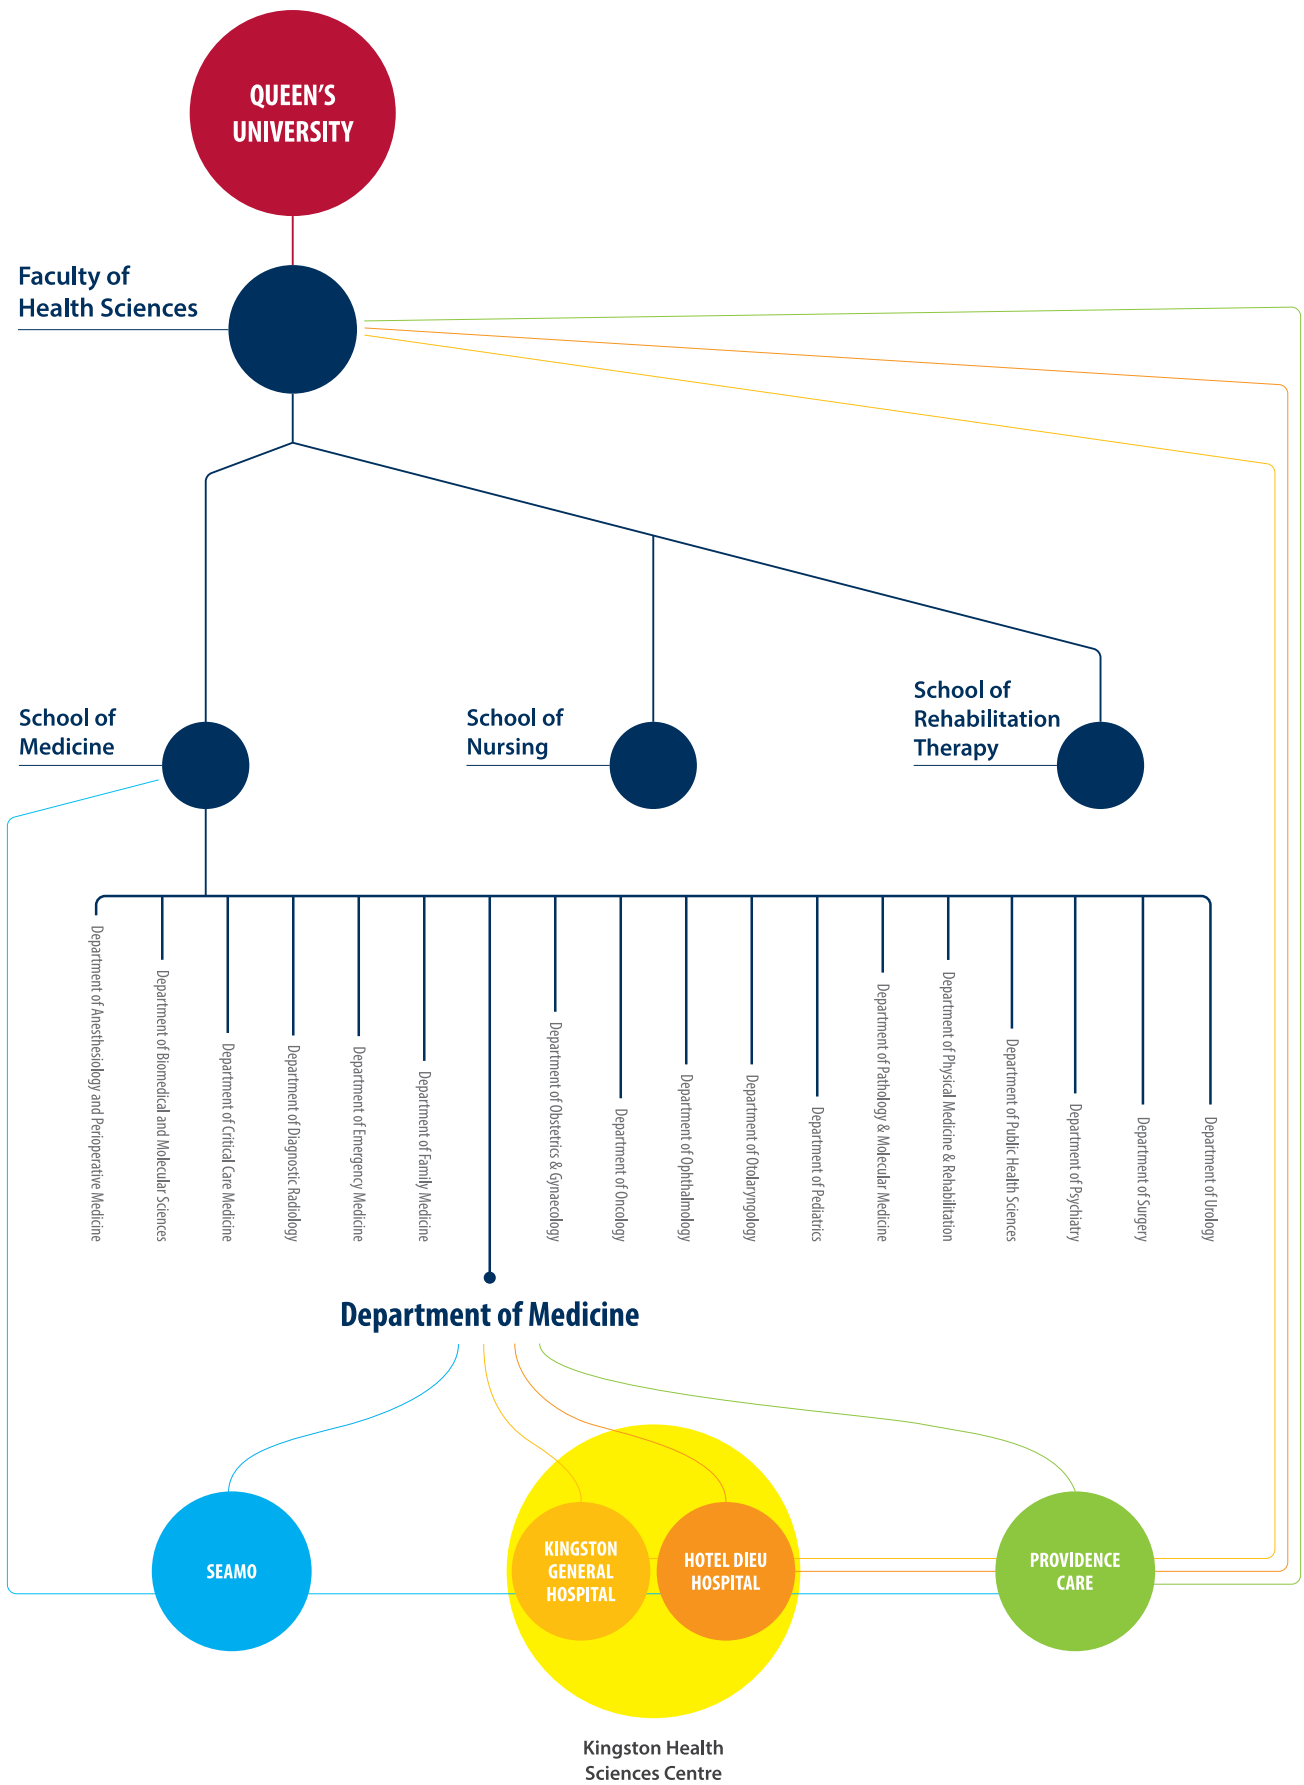 QUEEN'S
UNIVERSITY
Faculty of
Health Sciences
School of
Medicine
School of
Nursing
School of
Rehabilitation
Therapy
Department of Anesthesiology and Perioperative Medicine
Department of Biomedical and Molecular Sciences
Department of Critical Care Medicine
Department of Diagnostic Radiology
Department of Emergency Medicine
Department of Family Medicine
Department of Obstetrics & Gynaecology
Department of Oncology
Department of Ophthalmology
Department of Otolaryngology
Department of Pediatrics
Department of Pathology & Molecular Medicine
Department of Physical Medicine & Rehabilitation
Department of Public Health Sciences
Department of Psychiatry
Department of Surgery
Department of Urology
Department of Medicine
SEAMO
KINGSTON
GENERAL
HOSPITAL
HOTEL DIEU
HOSPITAL
PROVIDENCE
CARE
Kingston Health
Sciences Centre